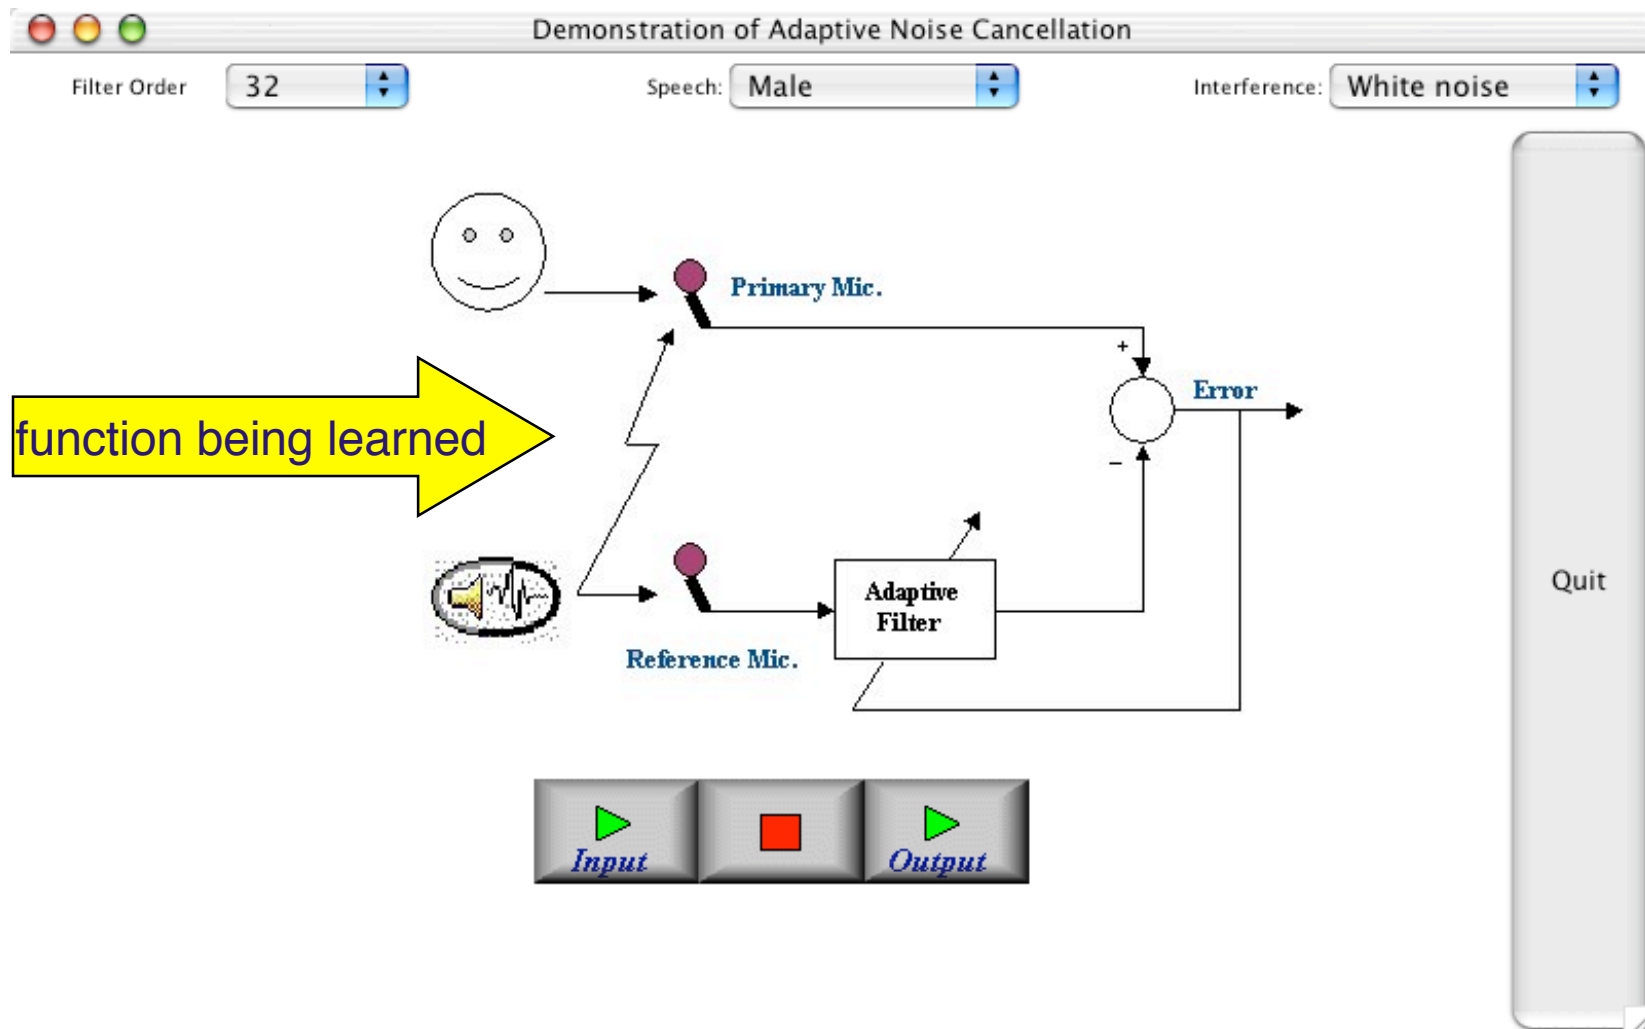 Demonstration of Adaptive Noise Cancellation
Filter Order 32 Speech: Male Interference: White noise
Primary Mic.
+
Error
function being learned
–
Adaptive
Filter
Quit
Reference Mic.
Input Output